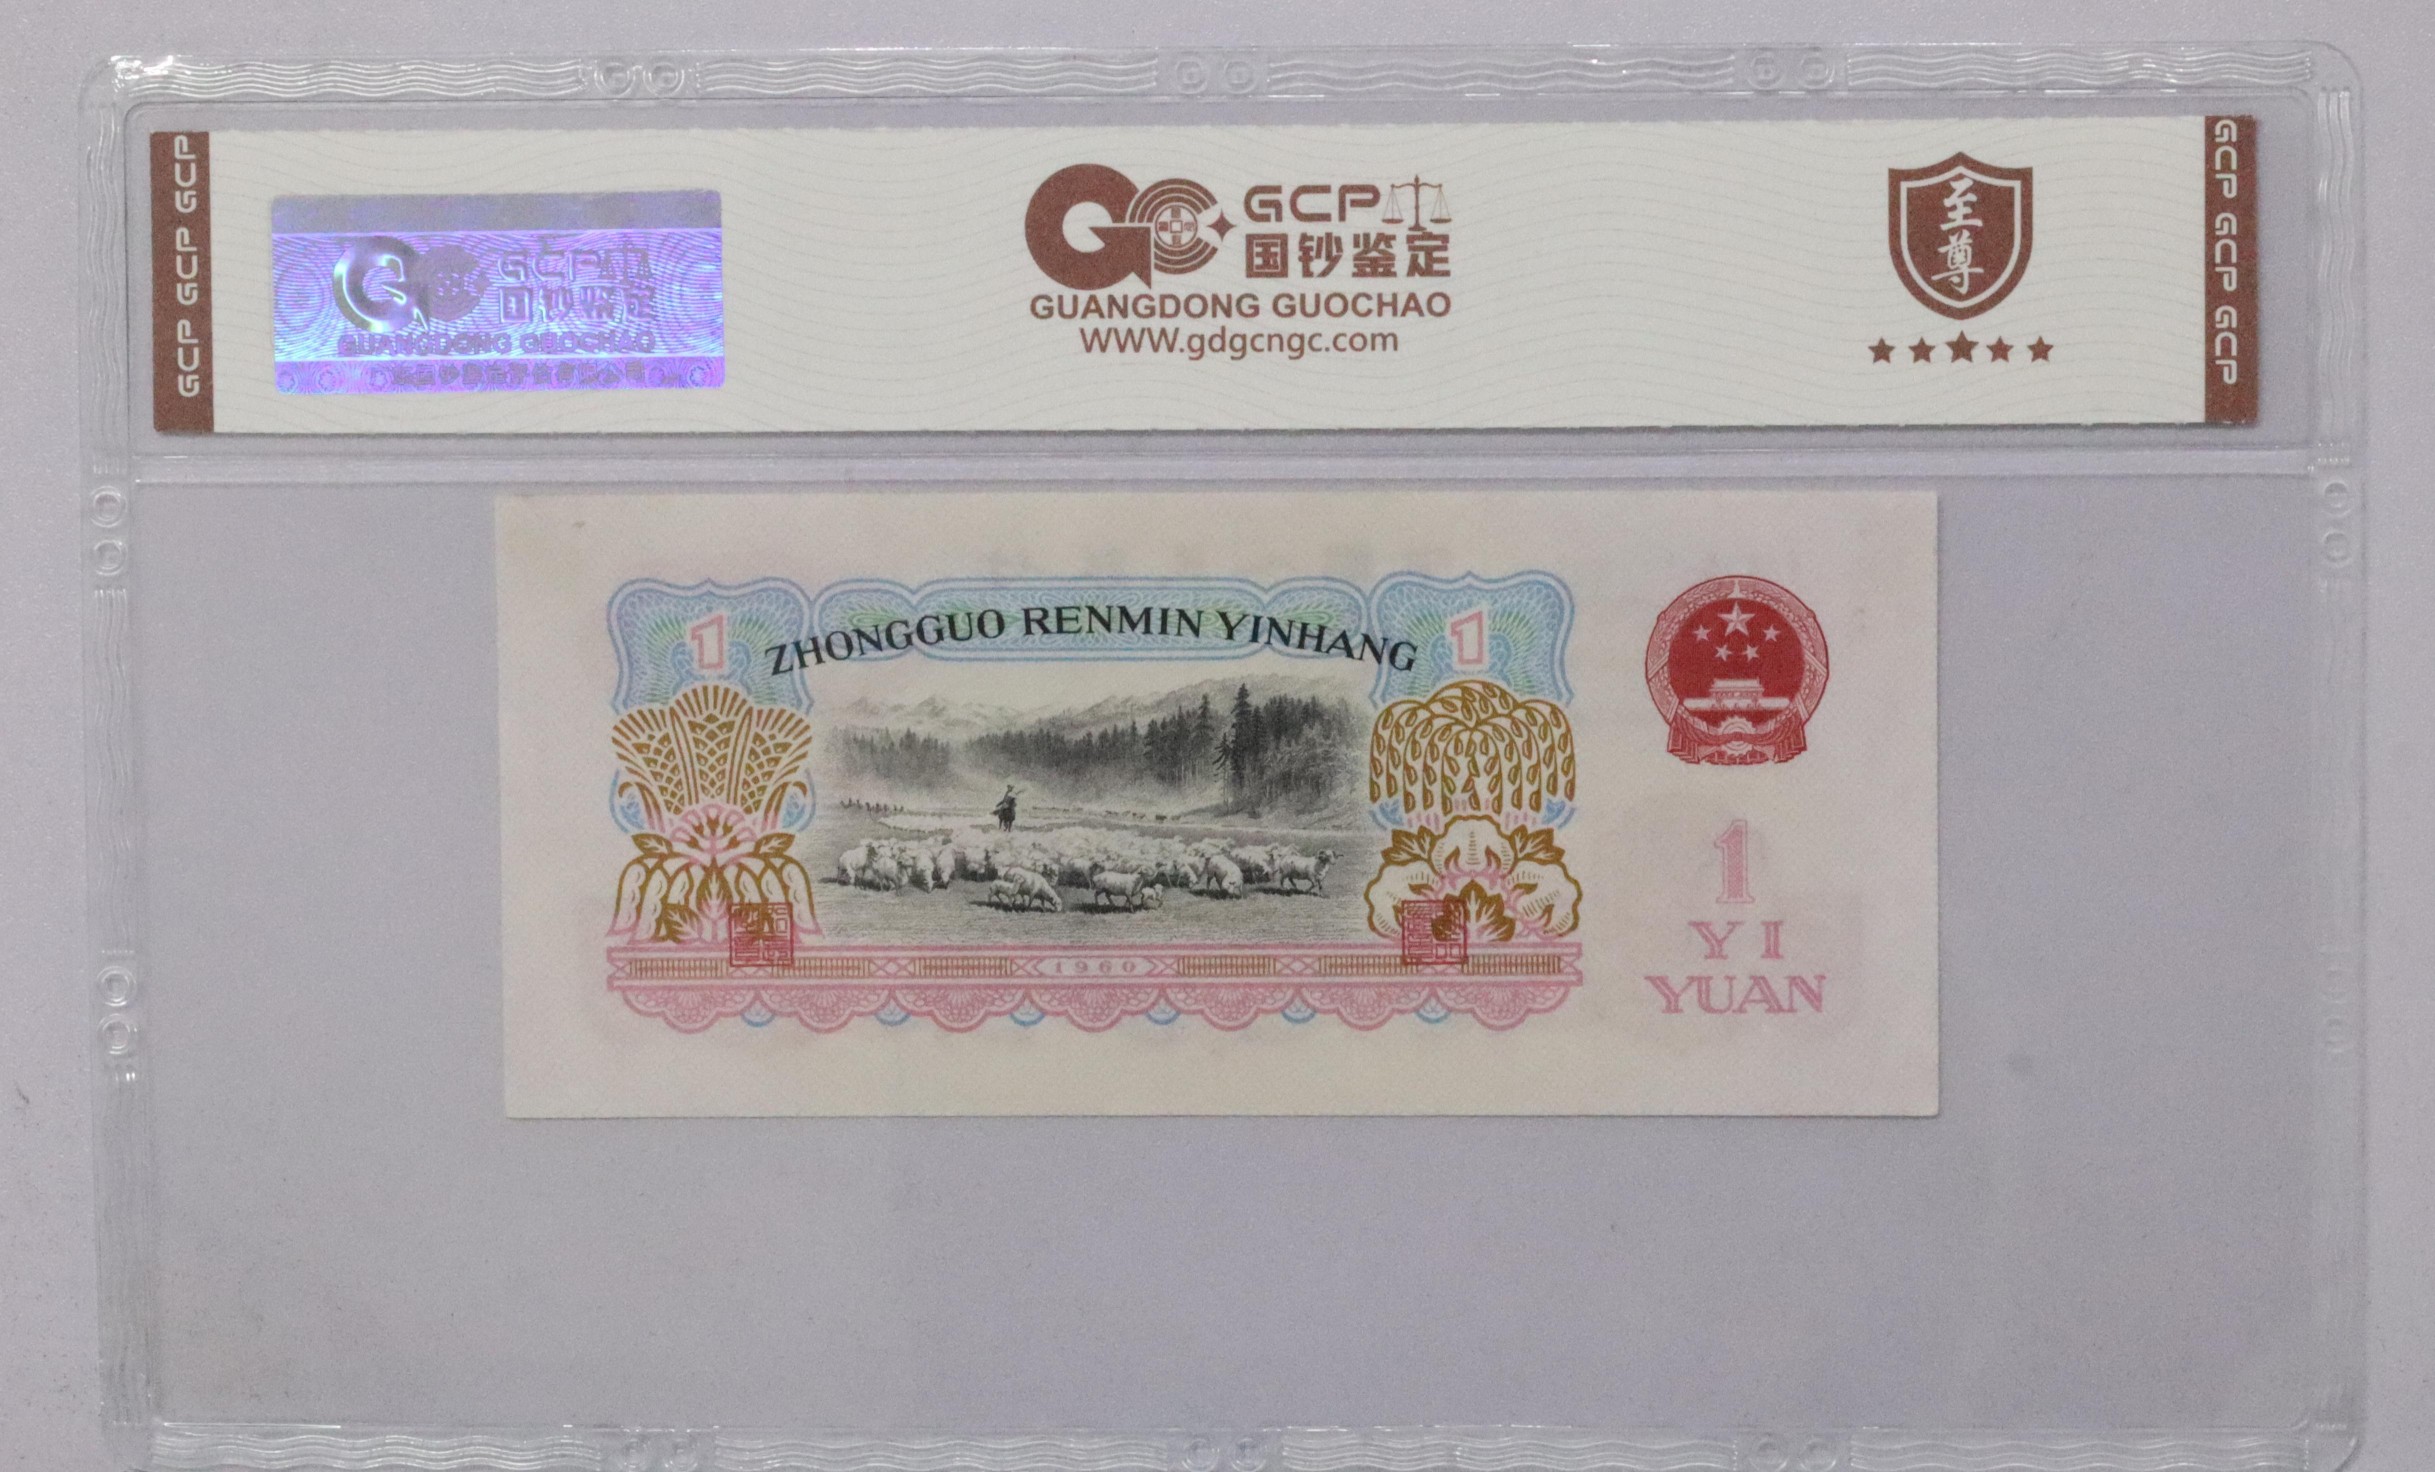 GCP GCP GCP
GCP
国钞鉴定
GUANGDONG GUOCHAO
GCP
国钞鉴定
GUANGDONG GUOCHAO
WWW.gdgcngc.com
至尊
GCP GCP GCP
ZHONGGUO RENMIN YINHANG
1
1
1960
1
YI
YUAN